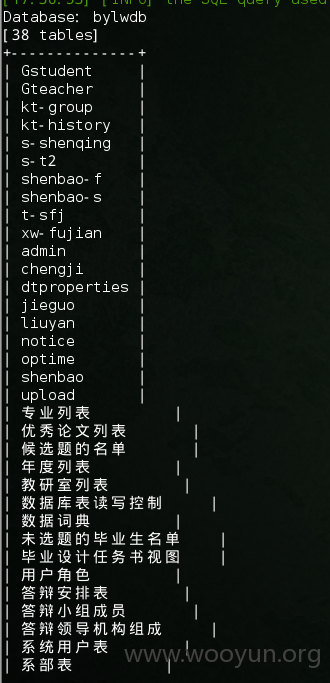 [INFO] the SQL query used
Database: bylwdb
[38 tables]
+--------------+
| Gstudent |
| Gteacher |
| kt-group |
| kt-history |
| s-shenqing |
| s-t2 |
| shenbao-f |
| shenbao-s |
| t-sfj |
| xw-fujian |
| admin |
| chengji |
| dtproperties |
| jieguo |
| liuyan |
| notice |
| optime |
| shenbao |
| upload |
| 专业列表 |
| 优秀论文列表 |
| 候选题的名单 |
| 年度列表 |
| 教研室列表 |
| 数据库表读写控制 |
| 数据词典 |
| 未选题的毕业生名单 |
| 毕业设计任务书视图 |
| 用户角色 |
| 答辩安排表 |
| 答辩小组成员 |
| 答辩领导机构组成 |
| 系统用户表 |
| 系部表 |
www.wooyun.org